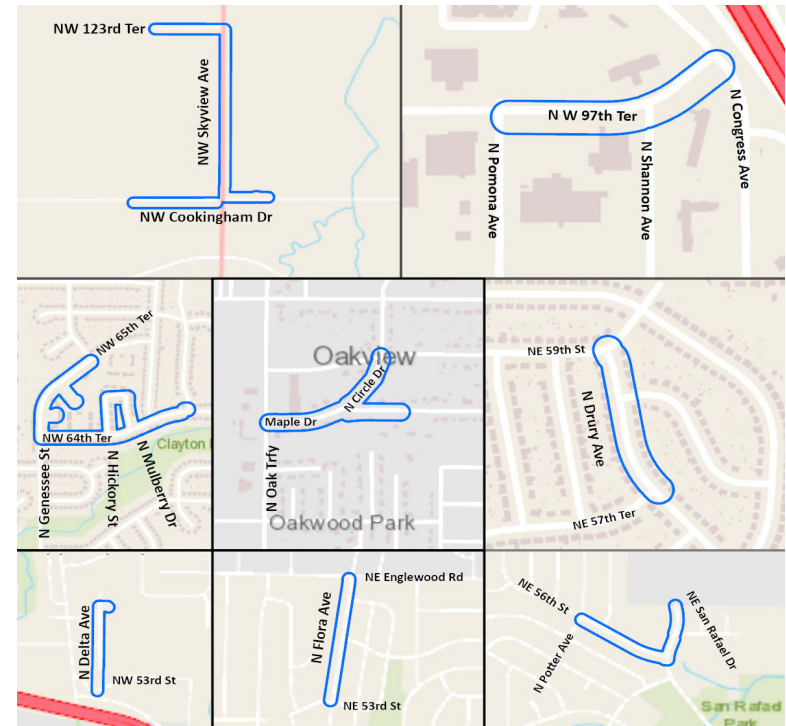 NW 123rd Ter
NW Skyview Ave
NW Cookingham Dr
N W 97th Ter
N Pomona Ave
N Shannon Ave
N Congress Ave
NW 65th Ter
NW 64th Ter
N Genessee St
N Hickory St
N Mulberry Dr
Clayton
Oakview
N Circle Dr
Maple Dr
N Oak Trfy
Oakwood Park
NE 59th St
N Drury Ave
NE 57th Ter
N Delta Ave
NW 53rd St
NE Englewood Rd
N Flora Ave
NE 53rd St
NE 56th St
NE San Rafael Dr
N Potter Ave
San Rafael
Park